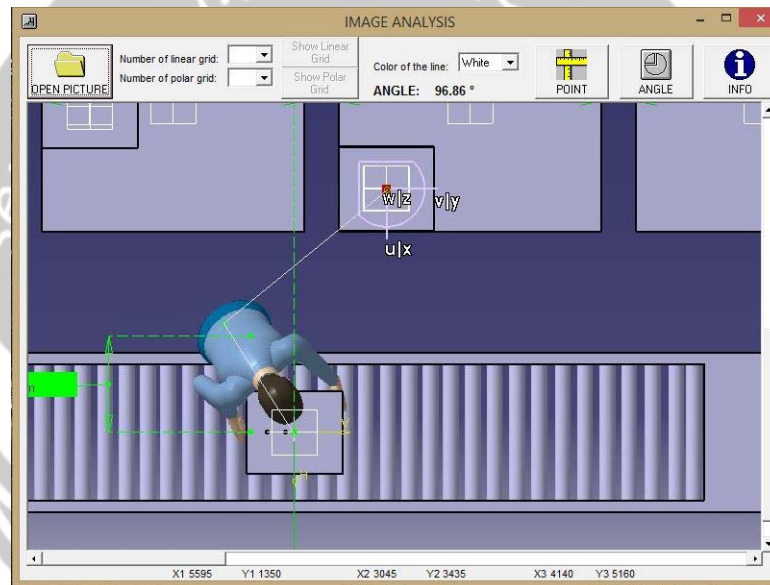 IMAGE ANALYSIS
OPEN PICTURE
Number of linear grid:
Number of polar grid:
Show Linear Grid
Show Polar Grid
Color of the line: White
ANGLE: 96.86 °
POINT
ANGLE
INFO
w|z
v|y
u|x
m
Y
X1 5595 Y1 1350 X2 3045 Y2 3435 X3 4140 Y3 5160